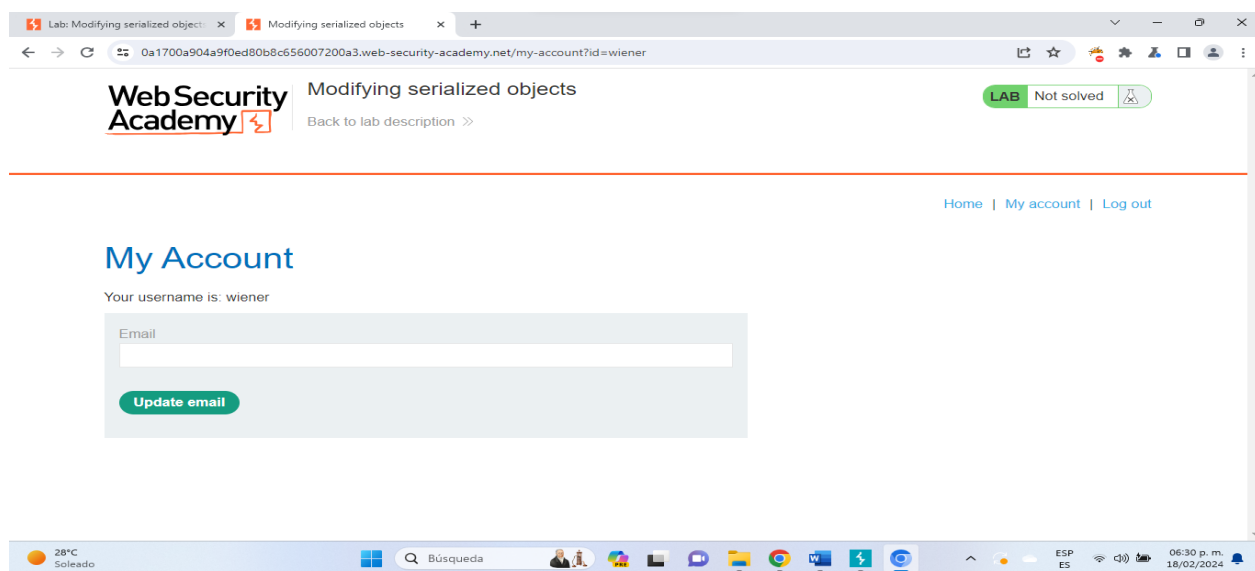 Lab: Modifying serialized object
Modifying serialized objects
0a1700a904a9f0ed80b8c656007200a3.web-security-academy.net/my-account?id=wiener
Web Security
Academy
Modifying serialized objects
Back to lab description
LAB Not solved
Home | My account | Log out
My Account
Your username is: wiener
Email
Update email
28°C
Soleado
Búsqueda
PRE
ESP
ES
06:30 p. m.
18/02/2024